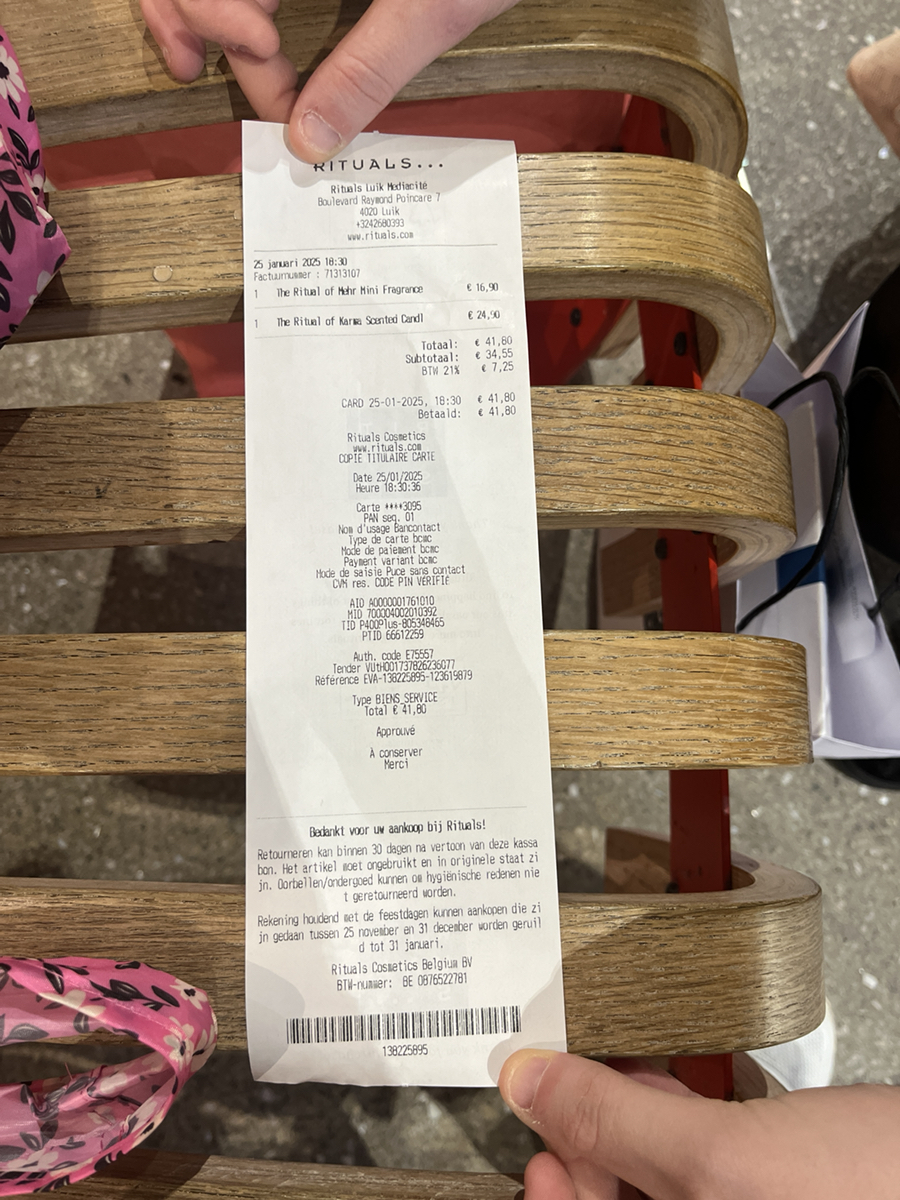 RITUALS...
Rituals Luik Mediacité
Boulevard Raymond Poincare 7
4020 Luik
+3242680393
www.rituals.com
25 januari 2025 18:30
Factuurnummer : 71313107
1 The Ritual of Mehr Mini Fragrance € 16,90
1 The Ritual of Karma Scented Candl € 24,90
Totaal: € 41,80
Subtotaal: € 34,55
BTW 21% € 7,25
CARD 25-01-2025, 18:30 € 41,80
Betaald: € 41,80
Rituals Cosmetics
www.rituals.com
COPIE TITULAIRE CARTE
Date 25/01/2025
Heure 18:30:36
Carte ****3095
PAN seq. 01
Nom d'usage Bancontact
Type de carte bcmc
Mode de paiement bcmc
Payment variant bcmc
Mode de saisie Puce sans contact
CVM res. CODE PIN VÉRIFIÉ
AID A0000001761010
MID 700004002010392
TID P400Plus-805348465
PTID 66612259
Auth. code E75557
Tender VUtH001737826236077
Référence EVA-138225895-123619879
Type BIENS_SERVICE
Total € 41,80
Approuvé
À conserver
Merci
Bedankt voor uw aankoop bij Rituals!
Retourneren kan binnen 30 dagen na vertoon van deze kassa
bon. Het artikel moet ongebruikt en in originele staat zi
jn. Oorbellen/ondergoed kunnen om hygiënische redenen nie
t geretourneerd worden.
Rekening houdend met de feestdagen kunnen aankopen die zi
jn gedaan tussen 25 november en 31 december worden geruil
d tot 31 januari.
Rituals Cosmetics Belgium BV
BTW-nummer: BE 0876522781
138225895